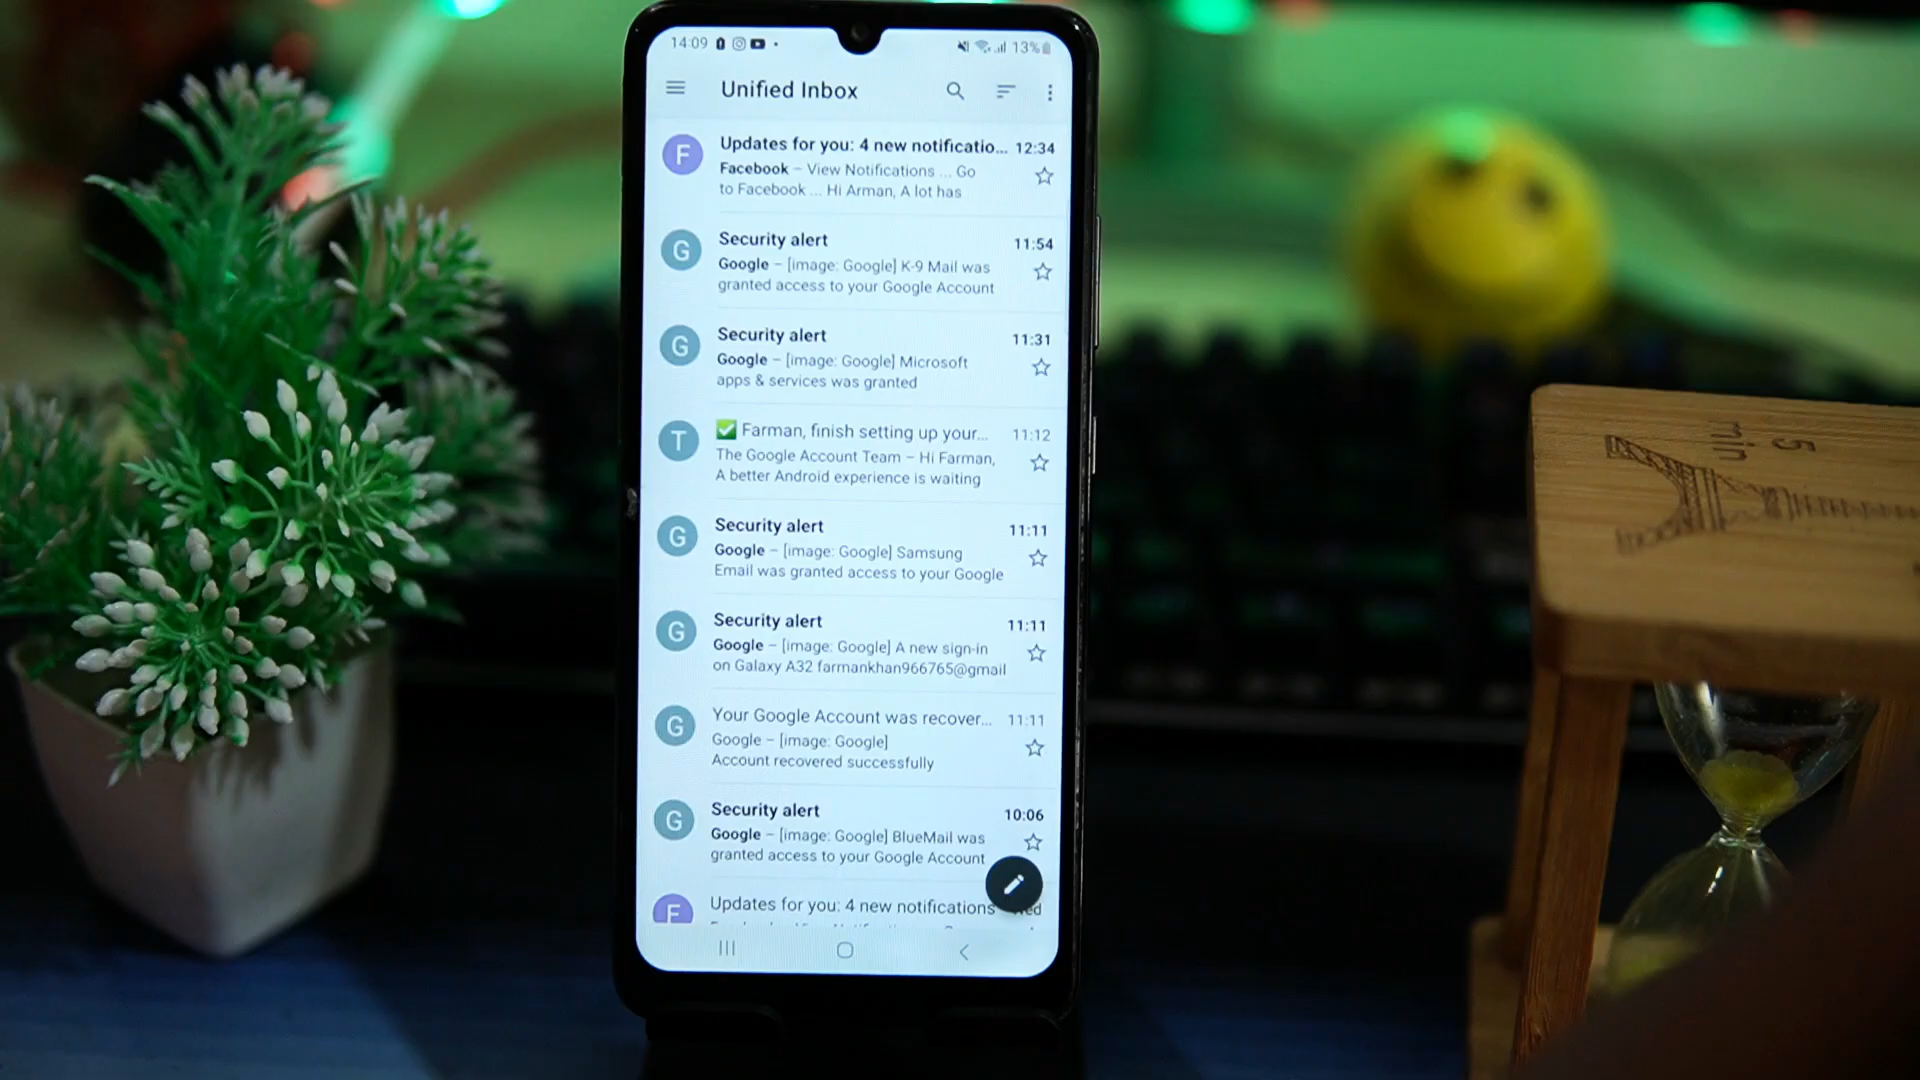 14:09 13%
Unified Inbox
F Updates for you: 4 new notificatio... 12:34
Facebook – View Notifications ... Go
to Facebook ... Hi Arman, A lot has
G Security alert 11:54
Google – [image: Google] K-9 Mail was
granted access to your Google Account
G Security alert 11:31
Google – [image: Google] Microsoft
apps & services was granted
T ✅ Farman, finish setting up your... 11:12
The Google Account Team – Hi Farman,
A better Android experience is waiting
G Security alert 11:11
Google – [image: Google] Samsung
Email was granted access to your Google
G Security alert 11:11
Google – [image: Google] A new sign-in
on Galaxy A32 farmankhan966765@gmail
G Your Google Account was recover... 11:11
Google – [image: Google]
Account recovered successfully
G Security alert 10:06
Google – [image: Google] BlueMail was
granted access to your Google Account
F Updates for you: 4 new notifications
5
min